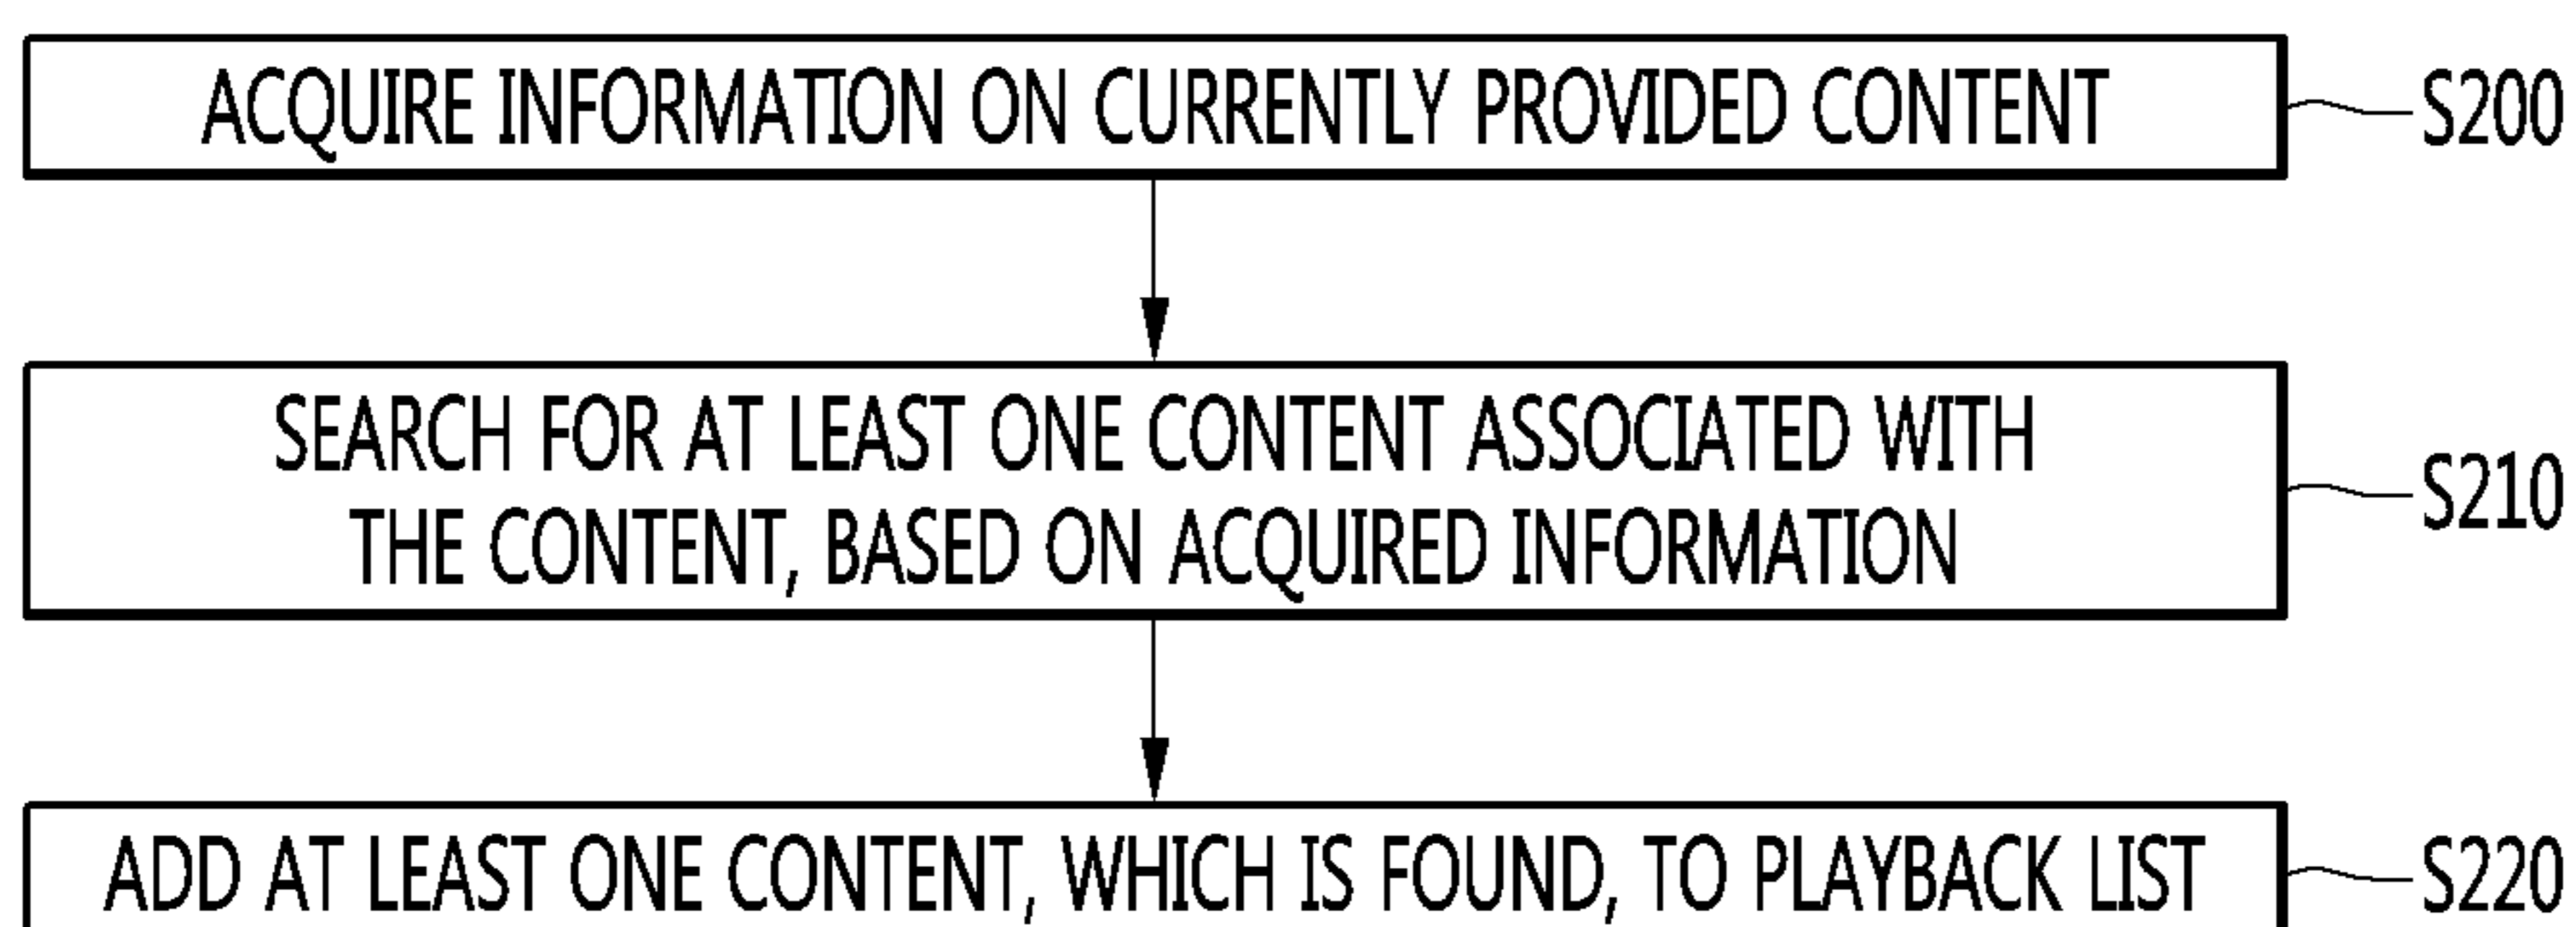 ACQUIRE INFORMATION ON CURRENTLY PROVIDED CONTENT
S200
SEARCH FOR AT LEAST ONE CONTENT ASSOCIATED WITH
THE CONTENT, BASED ON ACQUIRED INFORMATION
S210
ADD AT LEAST ONE CONTENT, WHICH IS FOUND, TO PLAYBACK LIST
S220